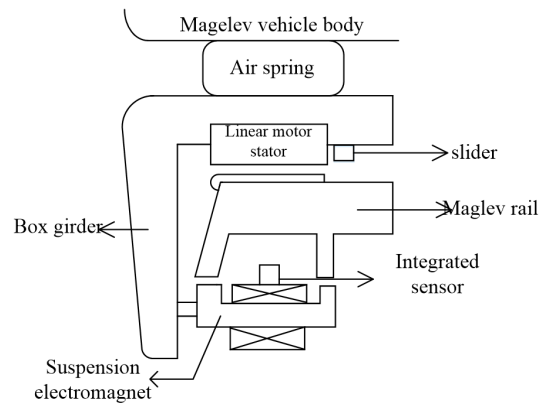 Magelev vehicle body
Air spring
Linear motor
stator
slider
Maglev rail
Box girder
Integrated
sensor
Suspension
electromagnet